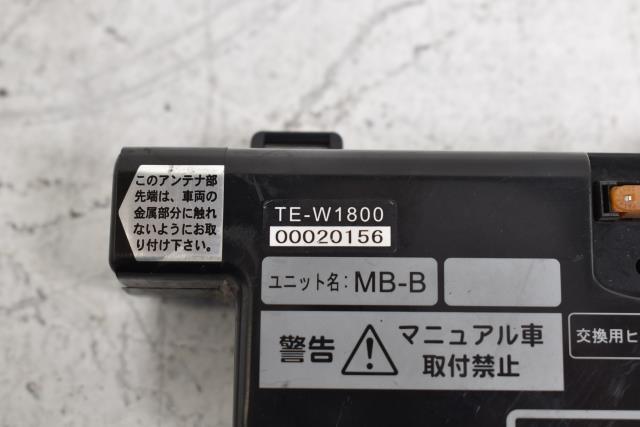 このアンテナ部
先端は、車両の
金属部分に触れ
ないようにお取
り付け下さい。
TE-W1800
00020156
ユニット名: MB-B
警告
マニュアル車
取付禁止
交換用ヒ